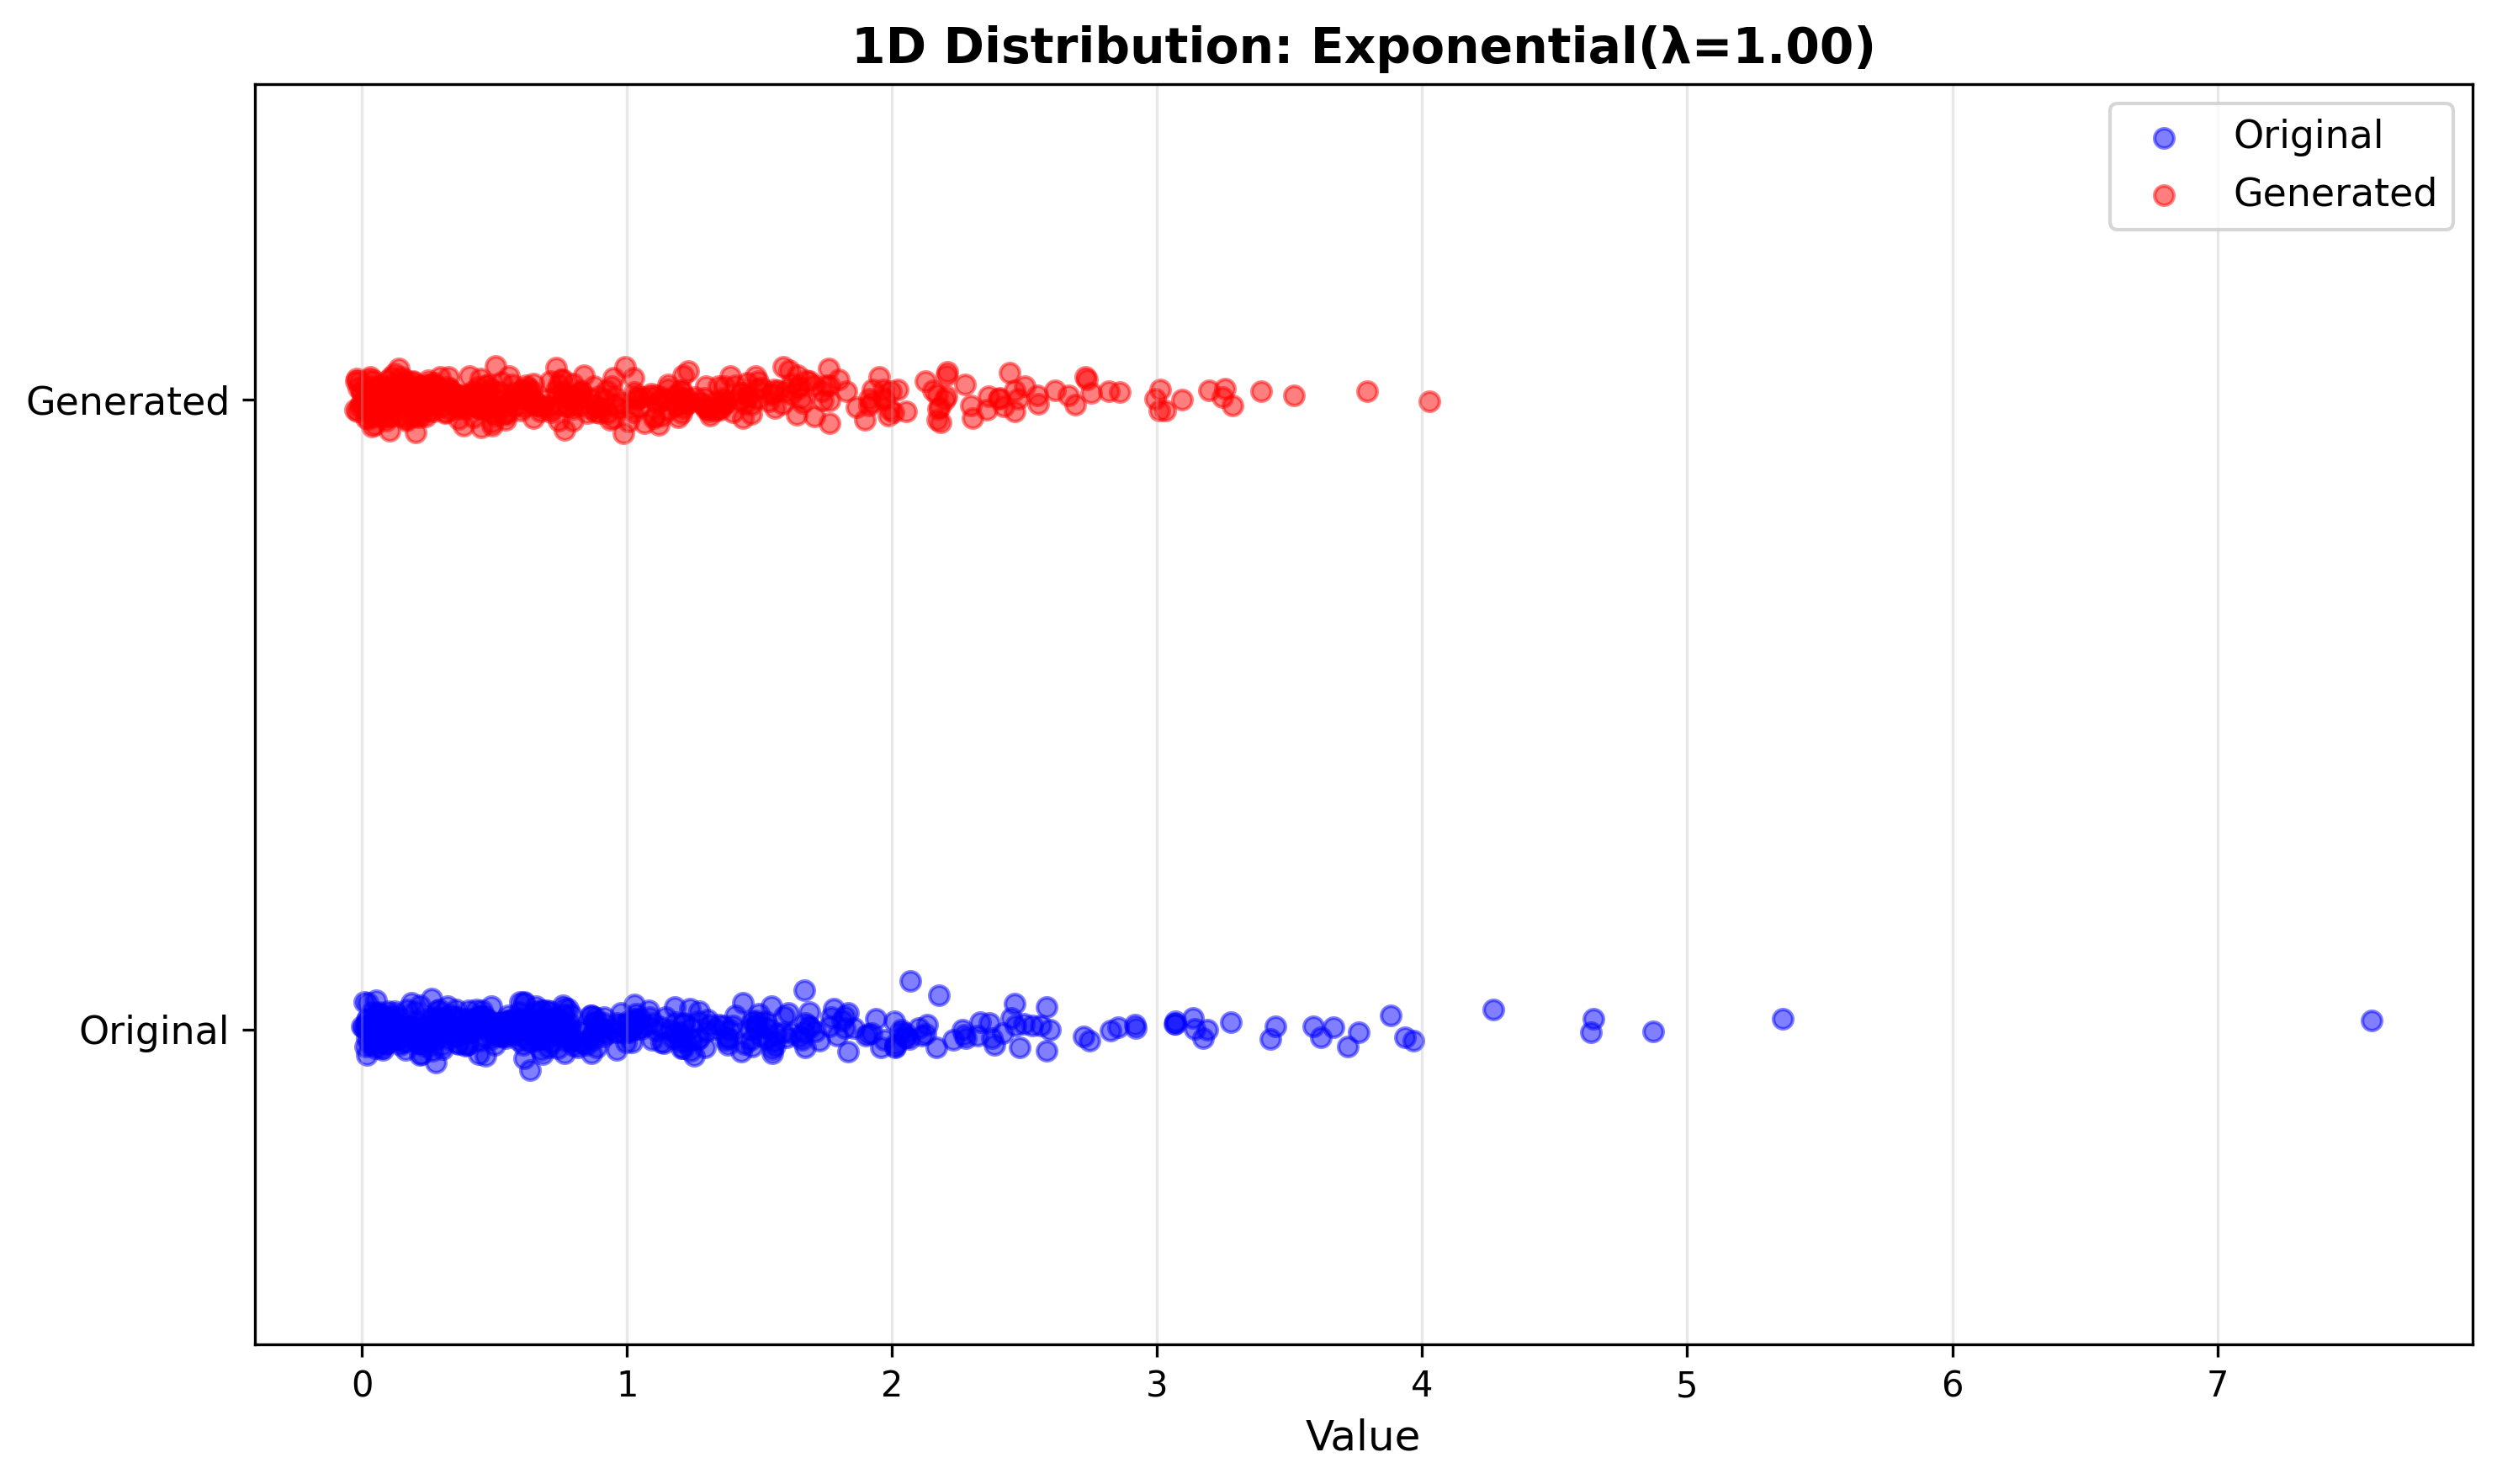 1D Distribution: Exponential(λ=1.00)
Original
Generated
Generated
Original
0 1 2 3 4 5 6 7
Value